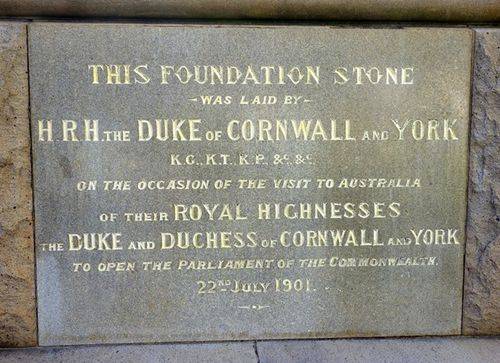 THIS FOUNDATION STONE
- WAS LAID BY -
H.R.H. THE DUKE OF CORNWALL AND YORK
K.G., K.T., K.P., &c. &c.
ON THE OCCASION OF THE VISIT TO AUSTRALIA
OF THEIR ROYAL HIGHNESSES
THE DUKE AND DUCHESS OF CORNWALL AND YORK
TO OPEN THE PARLIAMENT OF THE COMMONWEALTH.
22ND JULY 1901.